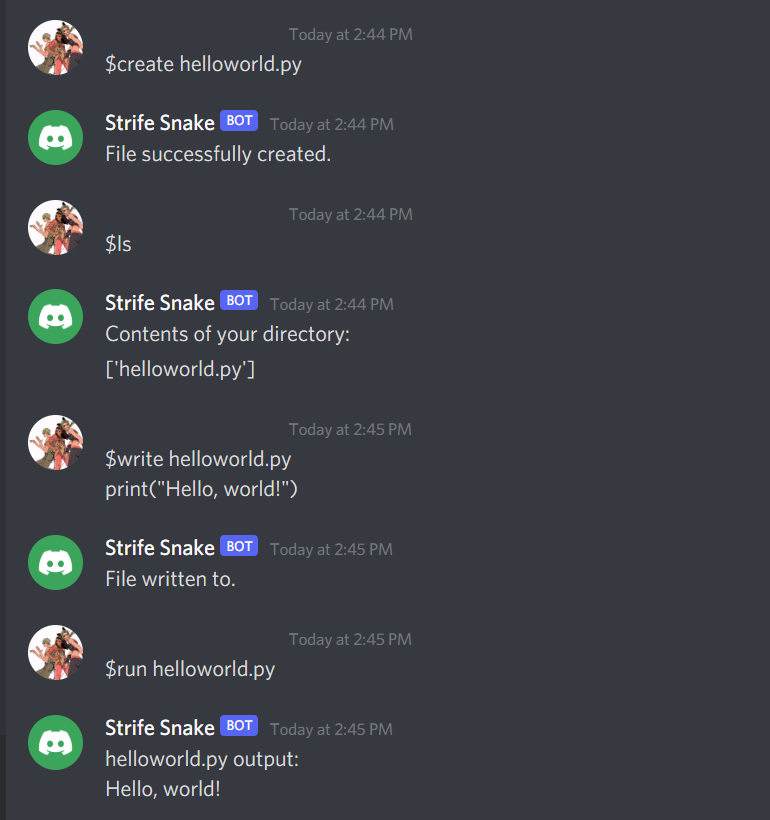 Today at 2:44 PM
$create helloworld.py
Strife Snake BOT Today at 2:44 PM
File successfully created.
Today at 2:44 PM
$ls
Strife Snake BOT Today at 2:44 PM
Contents of your directory:
['helloworld.py']
Today at 2:45 PM
$write helloworld.py
print("Hello, world!")
Strife Snake BOT Today at 2:45 PM
File written to.
Today at 2:45 PM
$run helloworld.py
Strife Snake BOT Today at 2:45 PM
helloworld.py output:
Hello, world!